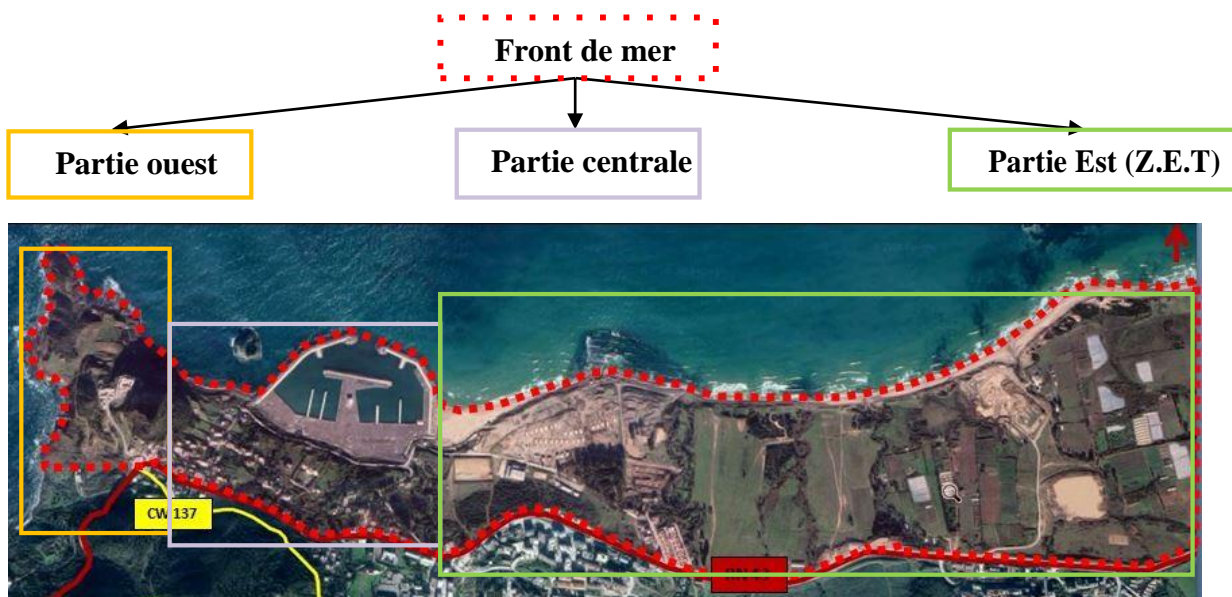 Front de mer
Partie ouest
Partie centrale
Partie Est (Z.E.T)
CW 137